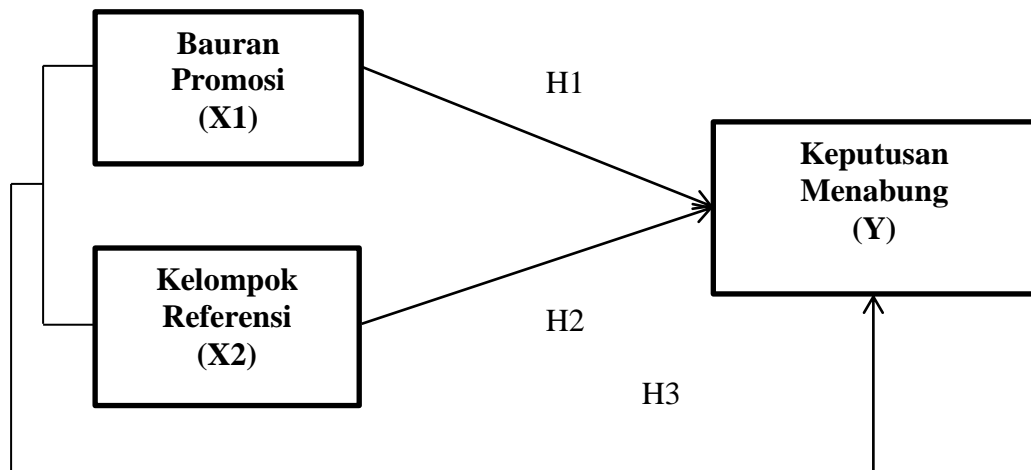 Bauran
Promosi
(X1)
H1
Keputusan
Menabung
(Y)
Kelompok
Referensi
(X2)
H2
H3